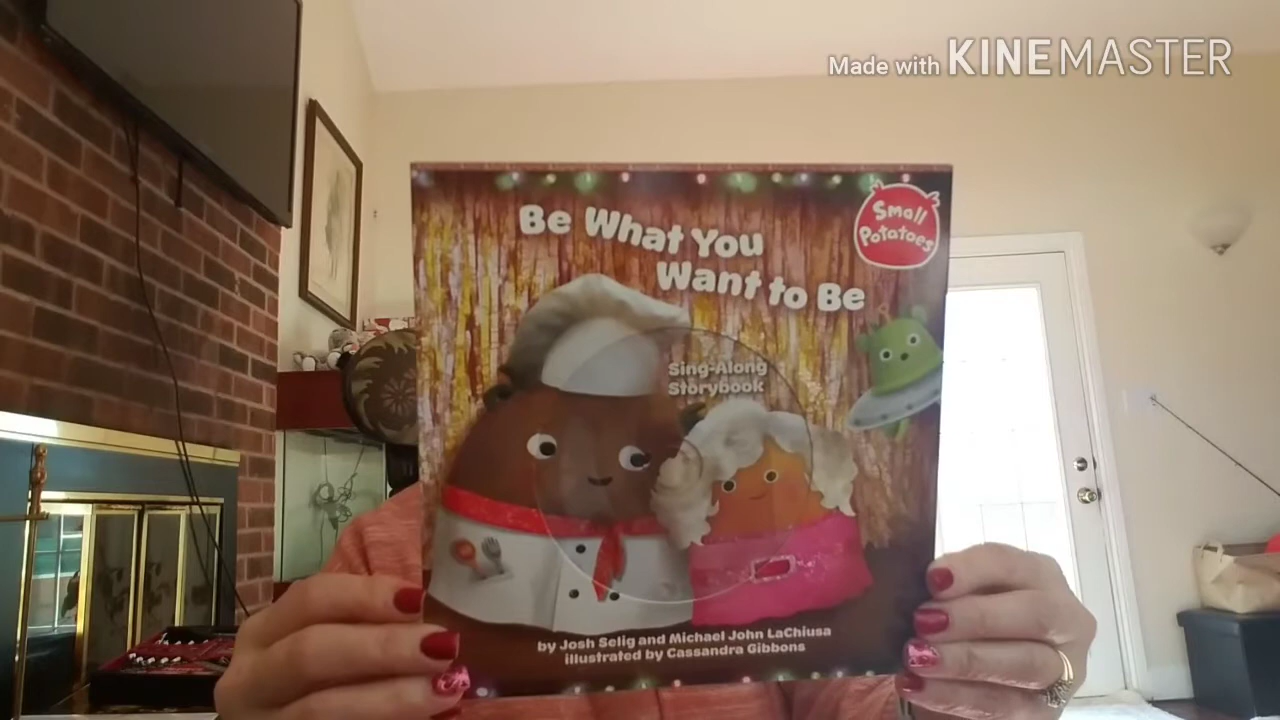 Made with KINEMASTER
Small
Potatoes
Be What You
Want to Be
Sing-Along
Storybook
by Josh Selig and Michael John LaChiusa
illustrated by Cassandra Gibbons